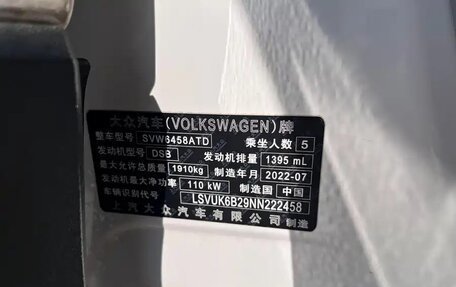 大众汽车(VOLKSWAGEN)牌
整车型号 SVW6458ATD 乘坐人数 5
发动机型号 DSB 发动机排量 1395 mL
最大允许总质量 1910kg 制造年月 2022-07
发动机最大净功率 110 kW 制造国 中国
车辆识别代号 LSVUK6B29NN222458
上汽大众汽车有限公司 制造